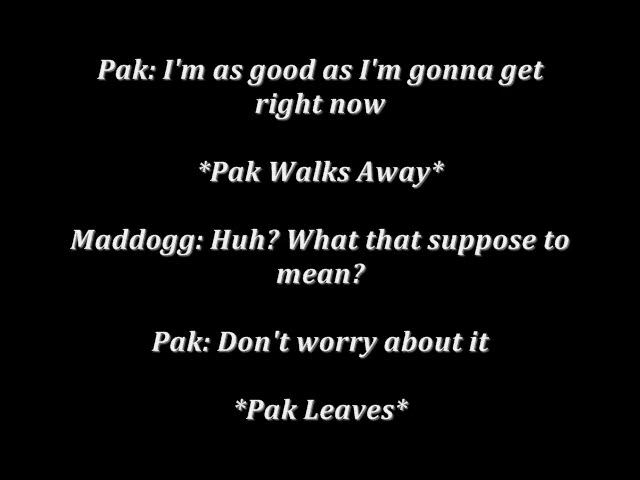 Pak: I'm as good as I'm gonna get
right now
*Pak Walks Away*
Maddogg: Huh? What that suppose to
mean?
Pak: Don't worry about it
*Pak Leaves*